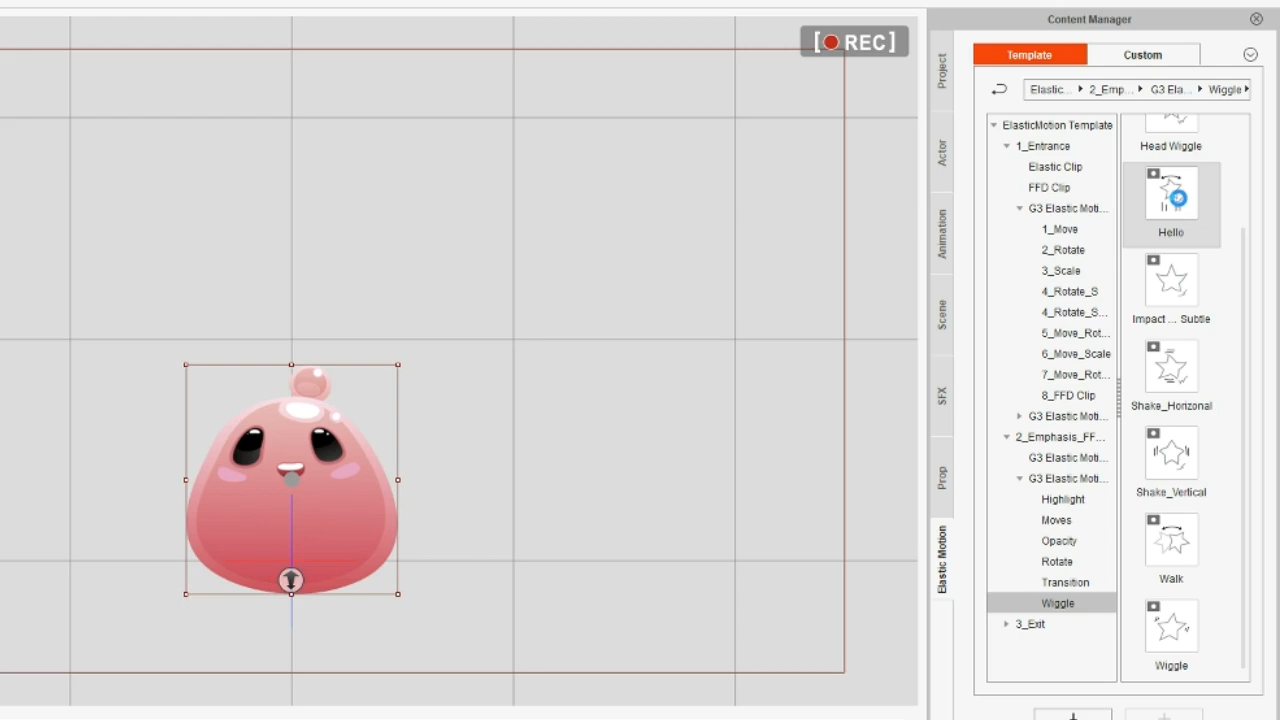 Content Manager
[ REC ]
Template
Custom
Elastic...
2_Emp...
G3 Ela...
Wiggle
Project
Actor
Animation
Scene
SFX
Prop
Elastic Motion
ElasticMotion Template
1_Entrance
Elastic Clip
FFD Clip
G3 Elastic Moti...
1_Move
2_Rotate
3_Scale
4_Rotate_S
4_Rotate_S...
5_Move_Rot...
6_Move_Scale
7_Move_Rot...
8_FFD Clip
G3 Elastic Moti...
2_Emphasis_FF...
G3 Elastic Moti...
G3 Elastic Moti...
Highlight
Moves
Opacity
Rotate
Transition
Wiggle
3_Exit
Head Wiggle
Hello
Impact ... Subtle
Shake_Horizonal
Shake_Vertical
Walk
Wiggle